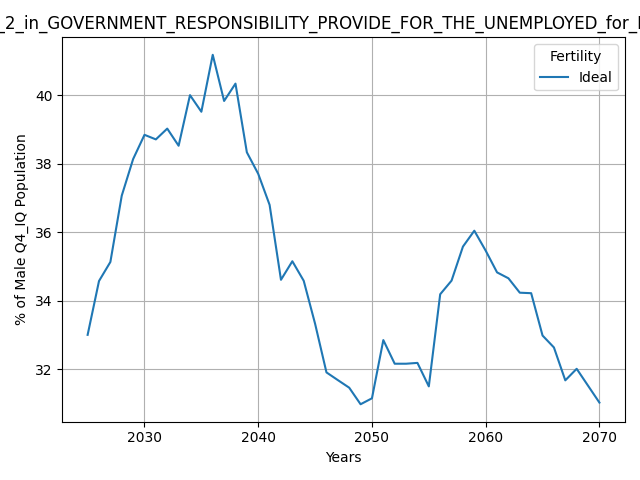 _2_in_GOVERNMENT_RESPONSIBILITY_PROVIDE_FOR_THE_UNEMPLOYED_for_
Fertility
Ideal
% of Male Q4_IQ Population
40
38
36
34
32
2030 2040 2050 2060 2070
Years